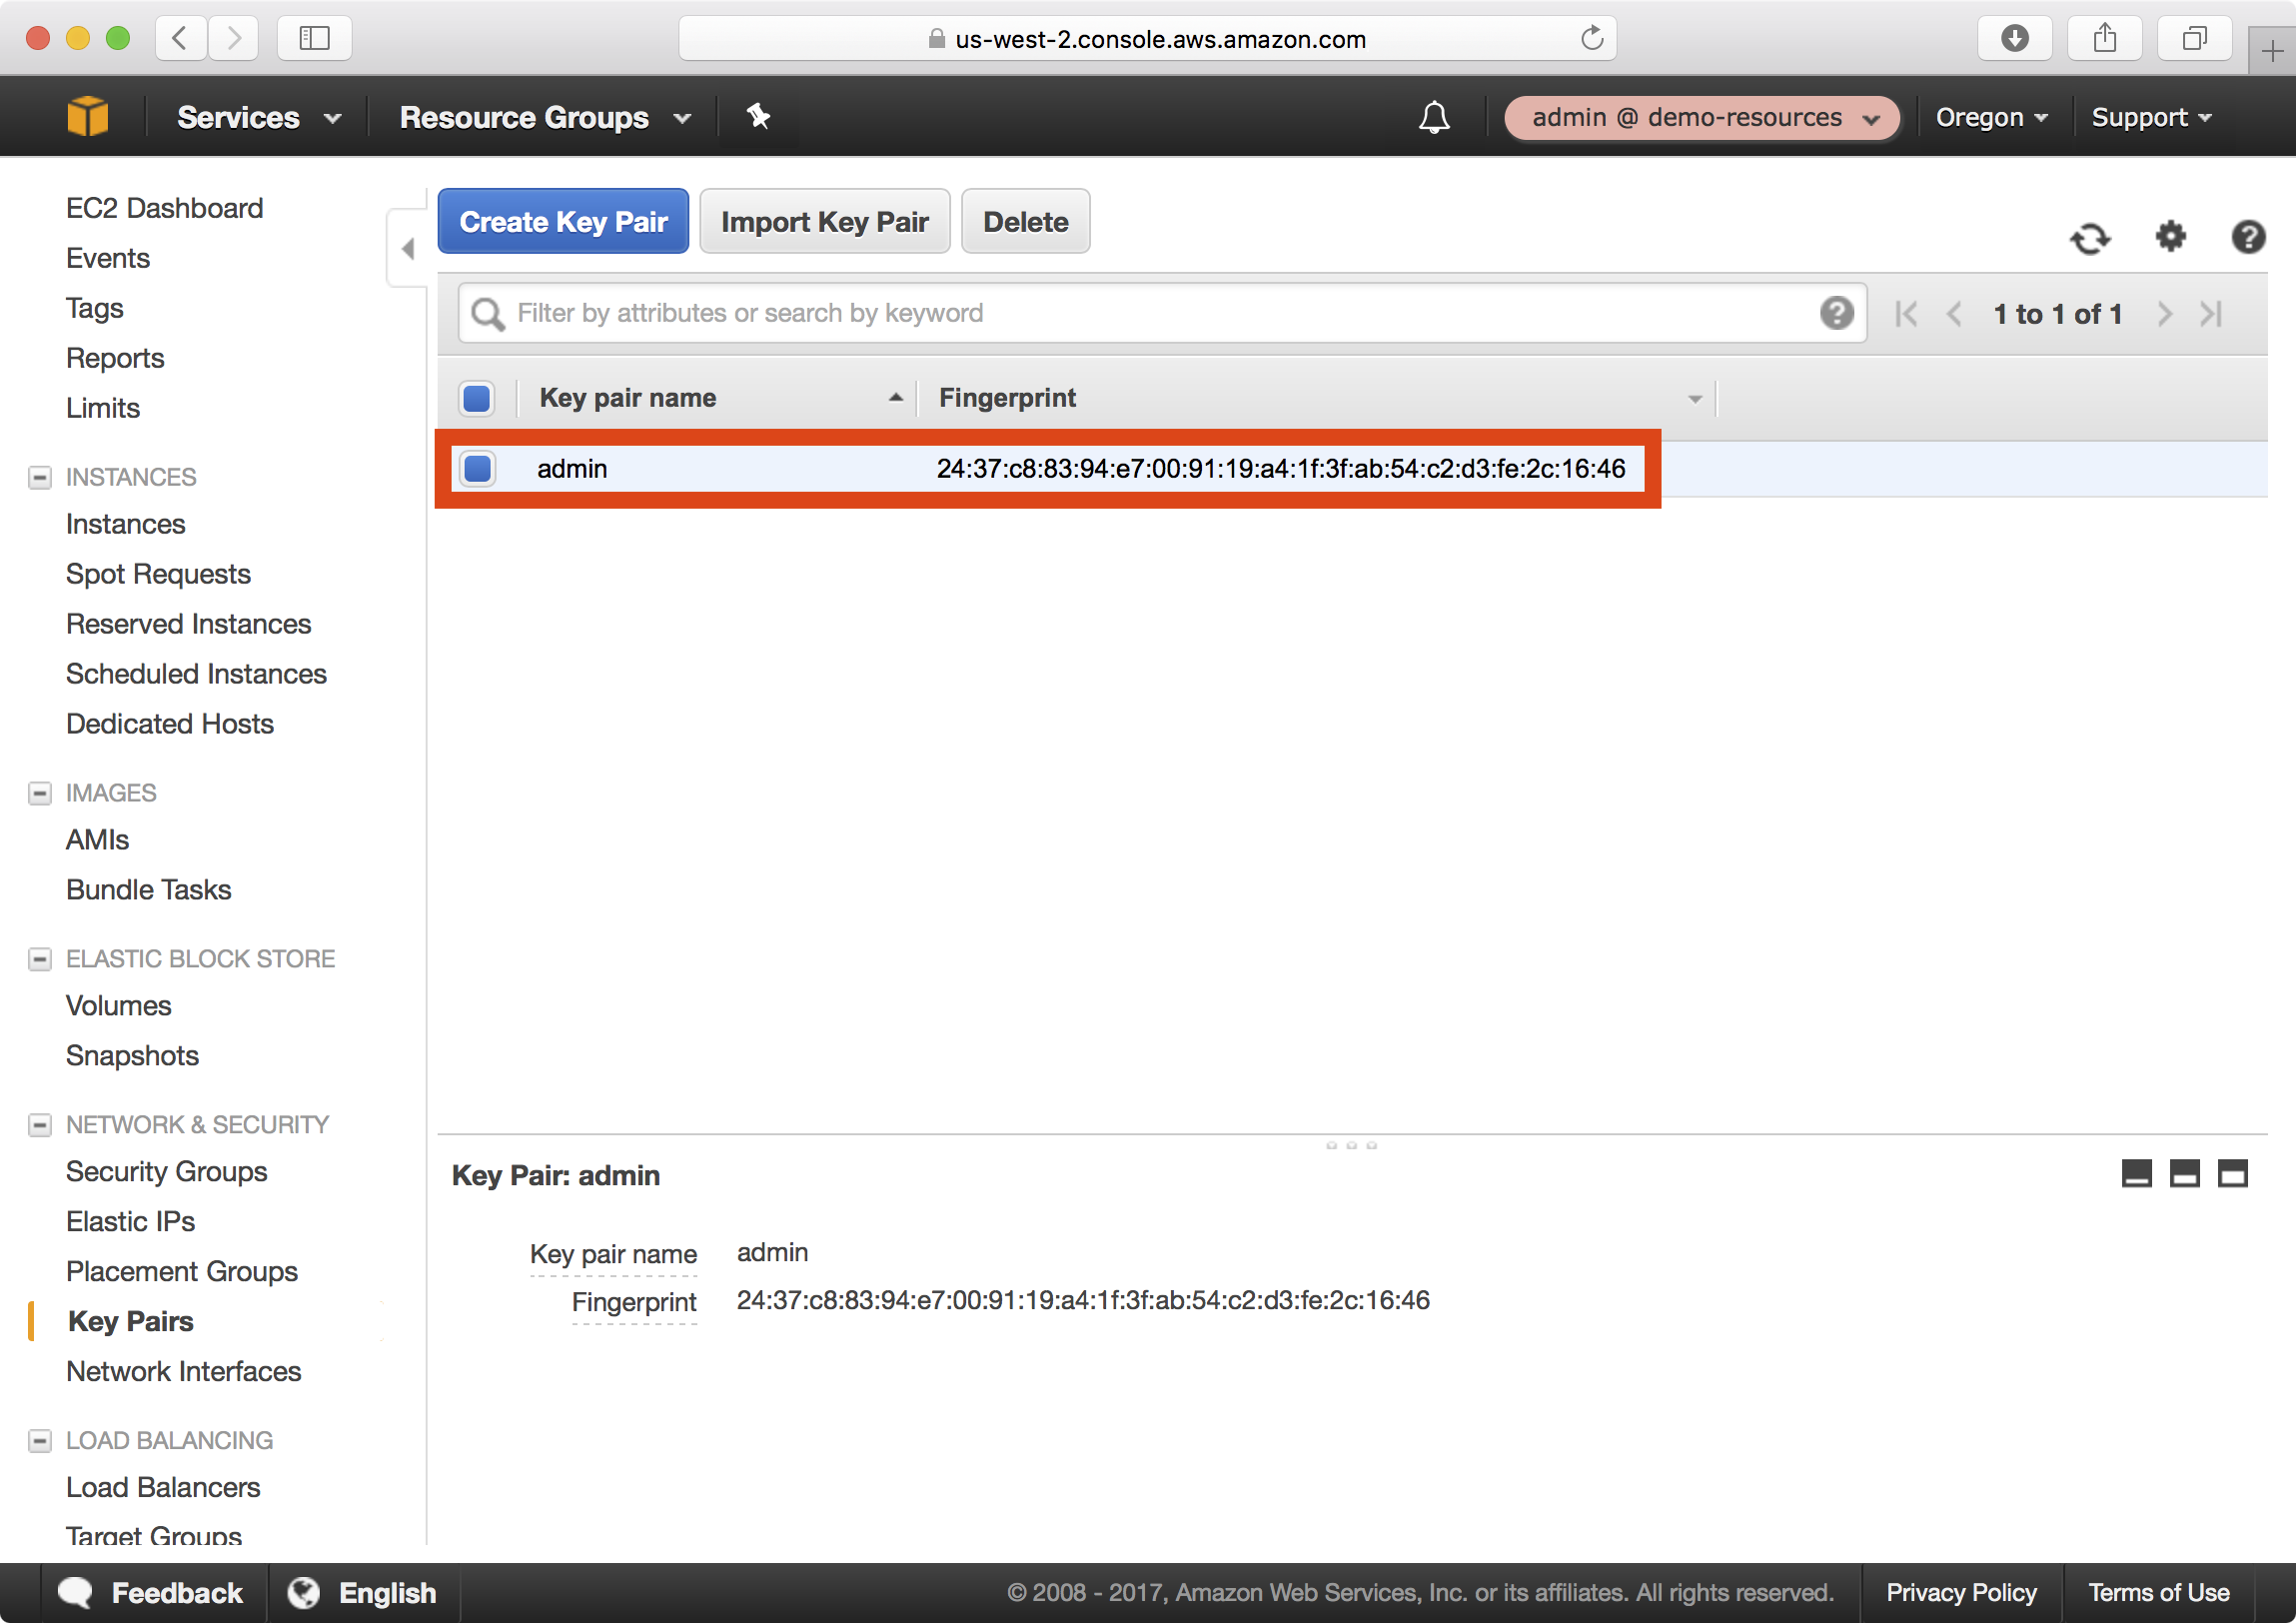 us-west-2.console.aws.amazon.com
Services
Resource Groups
admin @ demo-resources
Oregon
Support
EC2 Dashboard
Events
Tags
Reports
Limits
INSTANCES
Instances
Spot Requests
Reserved Instances
Scheduled Instances
Dedicated Hosts
IMAGES
AMIs
Bundle Tasks
ELASTIC BLOCK STORE
Volumes
Snapshots
NETWORK & SECURITY
Security Groups
Elastic IPs
Placement Groups
Key Pairs
Network Interfaces
LOAD BALANCING
Load Balancers
Target Groups
Create Key Pair
Import Key Pair
Delete
Filter by attributes or search by keyword
1 to 1 of 1
Key pair name
Fingerprint
admin
24:37:c8:83:94:e7:00:91:19:a4:1f:3f:ab:54:c2:d3:fe:2c:16:46
Key Pair: admin
Key pair name admin
Fingerprint 24:37:c8:83:94:e7:00:91:19:a4:1f:3f:ab:54:c2:d3:fe:2c:16:46
Feedback
English
© 2008 - 2017, Amazon Web Services, Inc. or its affiliates. All rights reserved.
Privacy Policy
Terms of Use